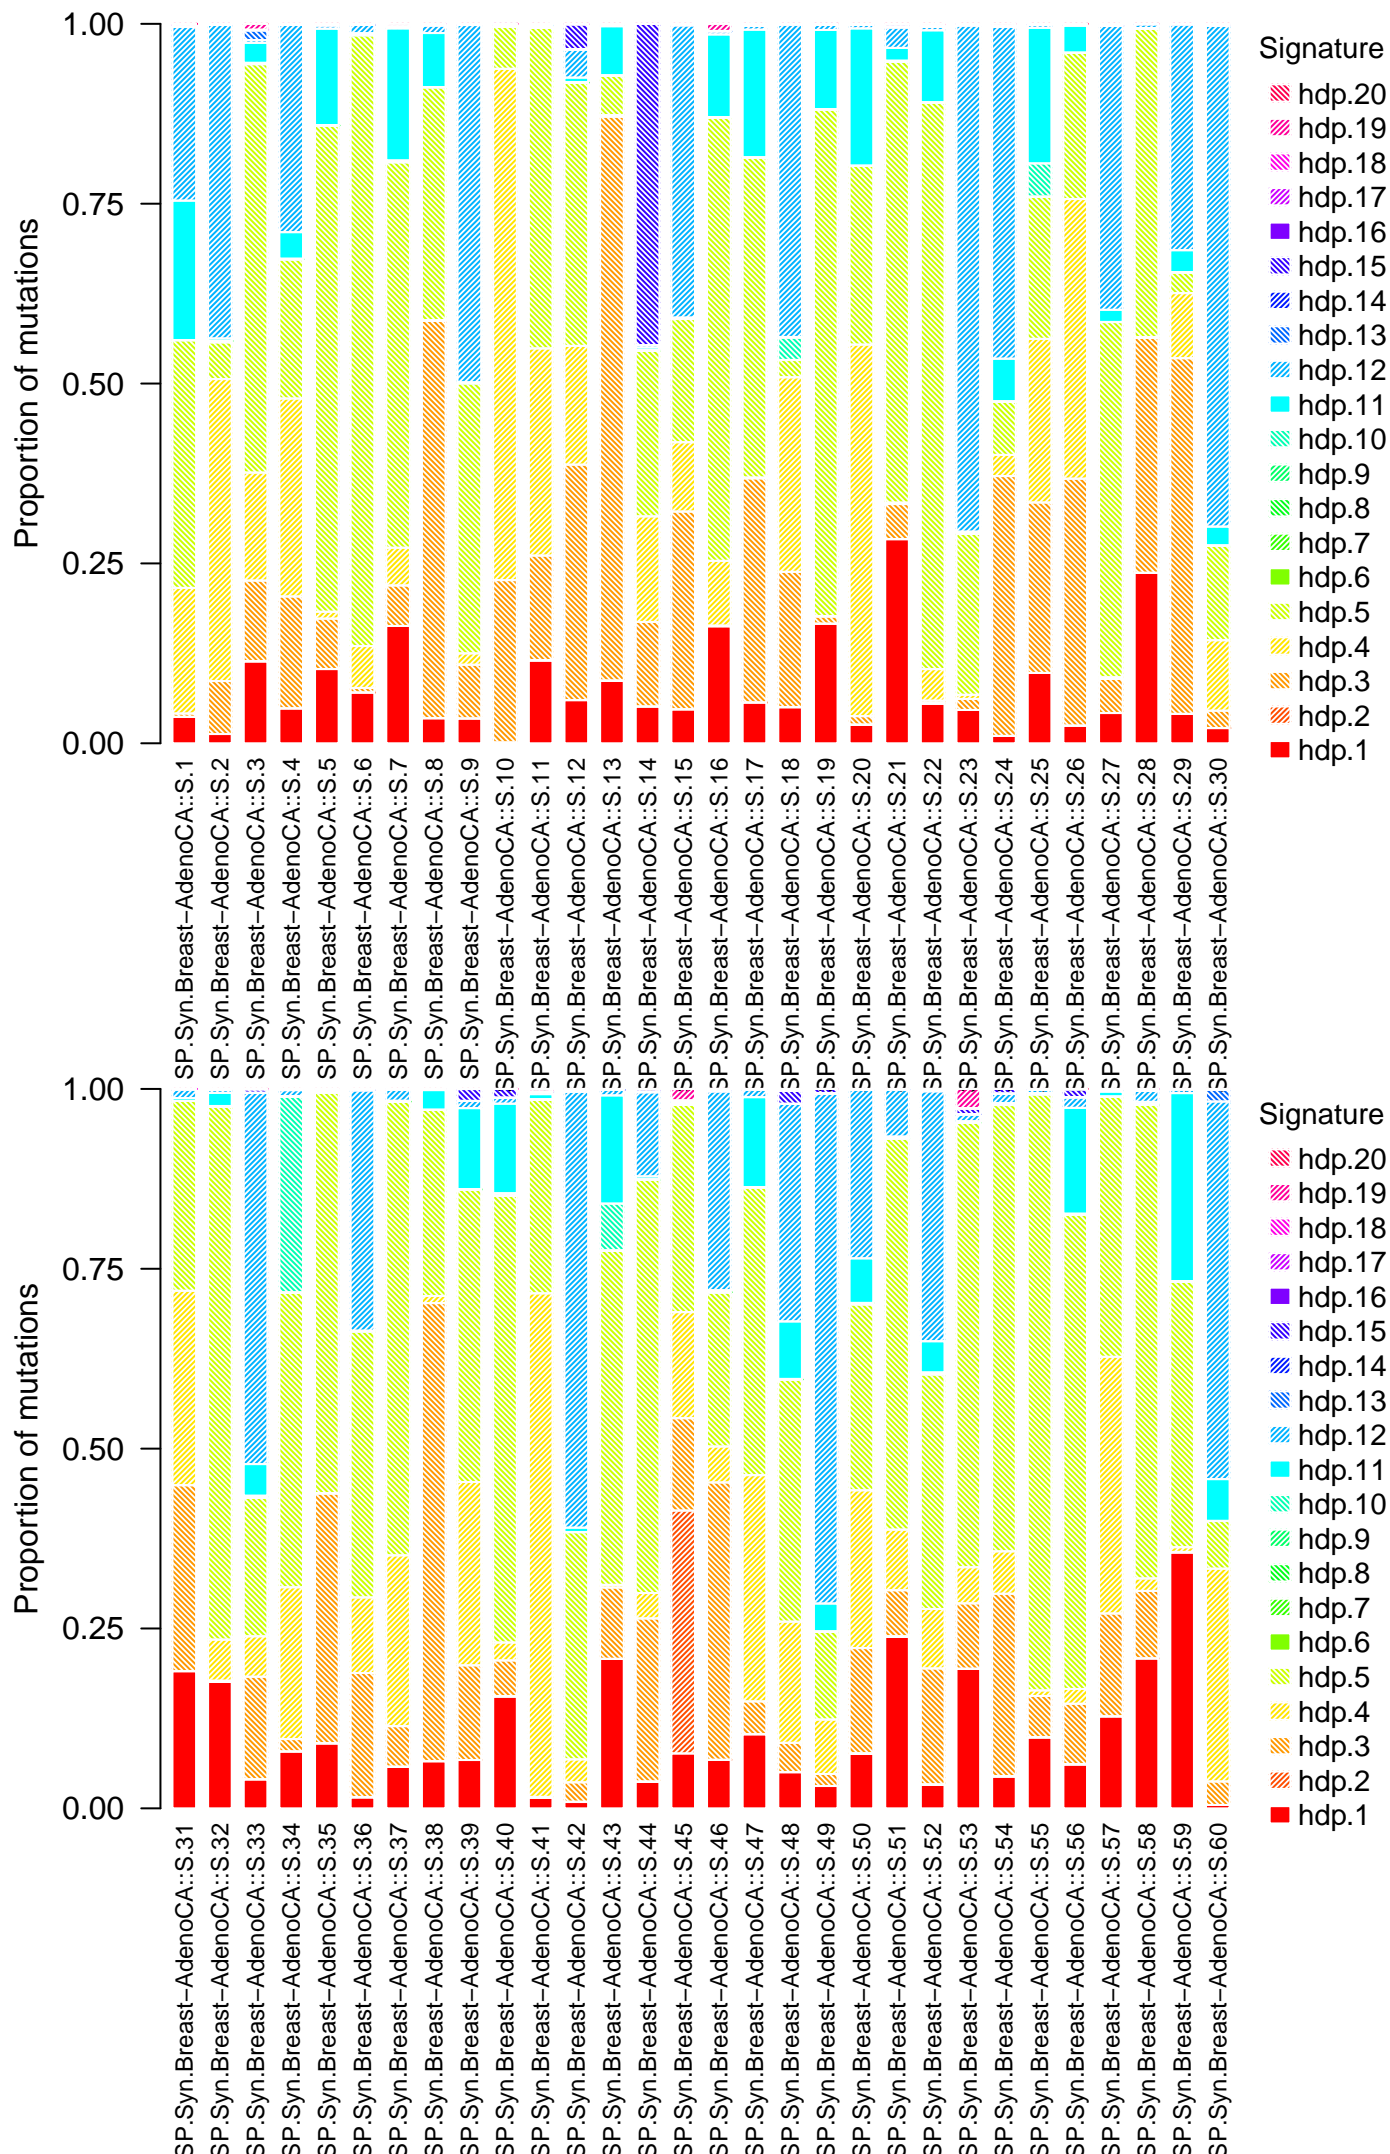 Proportion of mutations
1.00
0.75
0.50
0.25
0.00
SP.Syn.Breast−AdenoCA::S.1
SP.Syn.Breast−AdenoCA::S.2
SP.Syn.Breast−AdenoCA::S.3
SP.Syn.Breast−AdenoCA::S.4
SP.Syn.Breast−AdenoCA::S.5
SP.Syn.Breast−AdenoCA::S.6
SP.Syn.Breast−AdenoCA::S.7
SP.Syn.Breast−AdenoCA::S.8
SP.Syn.Breast−AdenoCA::S.9
SP.Syn.Breast−AdenoCA::S.10
SP.Syn.Breast−AdenoCA::S.11
SP.Syn.Breast−AdenoCA::S.12
SP.Syn.Breast−AdenoCA::S.13
SP.Syn.Breast−AdenoCA::S.14
SP.Syn.Breast−AdenoCA::S.15
SP.Syn.Breast−AdenoCA::S.16
SP.Syn.Breast−AdenoCA::S.17
SP.Syn.Breast−AdenoCA::S.18
SP.Syn.Breast−AdenoCA::S.19
SP.Syn.Breast−AdenoCA::S.20
SP.Syn.Breast−AdenoCA::S.21
SP.Syn.Breast−AdenoCA::S.22
SP.Syn.Breast−AdenoCA::S.23
SP.Syn.Breast−AdenoCA::S.24
SP.Syn.Breast−AdenoCA::S.25
SP.Syn.Breast−AdenoCA::S.26
SP.Syn.Breast−AdenoCA::S.27
SP.Syn.Breast−AdenoCA::S.28
SP.Syn.Breast−AdenoCA::S.29
SP.Syn.Breast−AdenoCA::S.30
Signature
hdp.20
hdp.19
hdp.18
hdp.17
hdp.16
hdp.15
hdp.14
hdp.13
hdp.12
hdp.11
hdp.10
hdp.9
hdp.8
hdp.7
hdp.6
hdp.5
hdp.4
hdp.3
hdp.2
hdp.1
Proportion of mutations
1.00
0.75
0.50
0.25
0.00
SP.Syn.Breast−AdenoCA::S.31
SP.Syn.Breast−AdenoCA::S.32
SP.Syn.Breast−AdenoCA::S.33
SP.Syn.Breast−AdenoCA::S.34
SP.Syn.Breast−AdenoCA::S.35
SP.Syn.Breast−AdenoCA::S.36
SP.Syn.Breast−AdenoCA::S.37
SP.Syn.Breast−AdenoCA::S.38
SP.Syn.Breast−AdenoCA::S.39
SP.Syn.Breast−AdenoCA::S.40
SP.Syn.Breast−AdenoCA::S.41
SP.Syn.Breast−AdenoCA::S.42
SP.Syn.Breast−AdenoCA::S.43
SP.Syn.Breast−AdenoCA::S.44
SP.Syn.Breast−AdenoCA::S.45
SP.Syn.Breast−AdenoCA::S.46
SP.Syn.Breast−AdenoCA::S.47
SP.Syn.Breast−AdenoCA::S.48
SP.Syn.Breast−AdenoCA::S.49
SP.Syn.Breast−AdenoCA::S.50
SP.Syn.Breast−AdenoCA::S.51
SP.Syn.Breast−AdenoCA::S.52
SP.Syn.Breast−AdenoCA::S.53
SP.Syn.Breast−AdenoCA::S.54
SP.Syn.Breast−AdenoCA::S.55
SP.Syn.Breast−AdenoCA::S.56
SP.Syn.Breast−AdenoCA::S.57
SP.Syn.Breast−AdenoCA::S.58
SP.Syn.Breast−AdenoCA::S.59
SP.Syn.Breast−AdenoCA::S.60
Signature
hdp.20
hdp.19
hdp.18
hdp.17
hdp.16
hdp.15
hdp.14
hdp.13
hdp.12
hdp.11
hdp.10
hdp.9
hdp.8
hdp.7
hdp.6
hdp.5
hdp.4
hdp.3
hdp.2
hdp.1